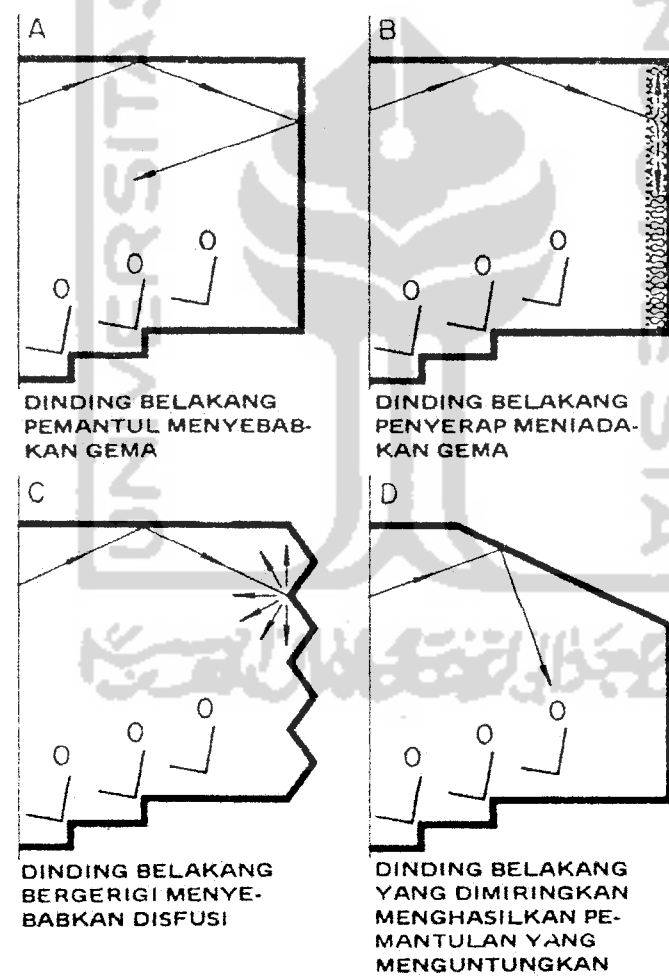 A
DINDING BELAKANG
PEMANTUL MENYEBAB-
KAN GEMA
B
DINDING BELAKANG
PENYERAP MENIADA-
KAN GEMA
C
DINDING BELAKANG
BERGERIGI MENYE-
BABKAN DISFUSI
D
DINDING BELAKANG
YANG DIMIRINGKAN
MENGHASILKAN PE-
MANTULAN YANG
MENGUNTUNGKAN
UNIVERSITAS